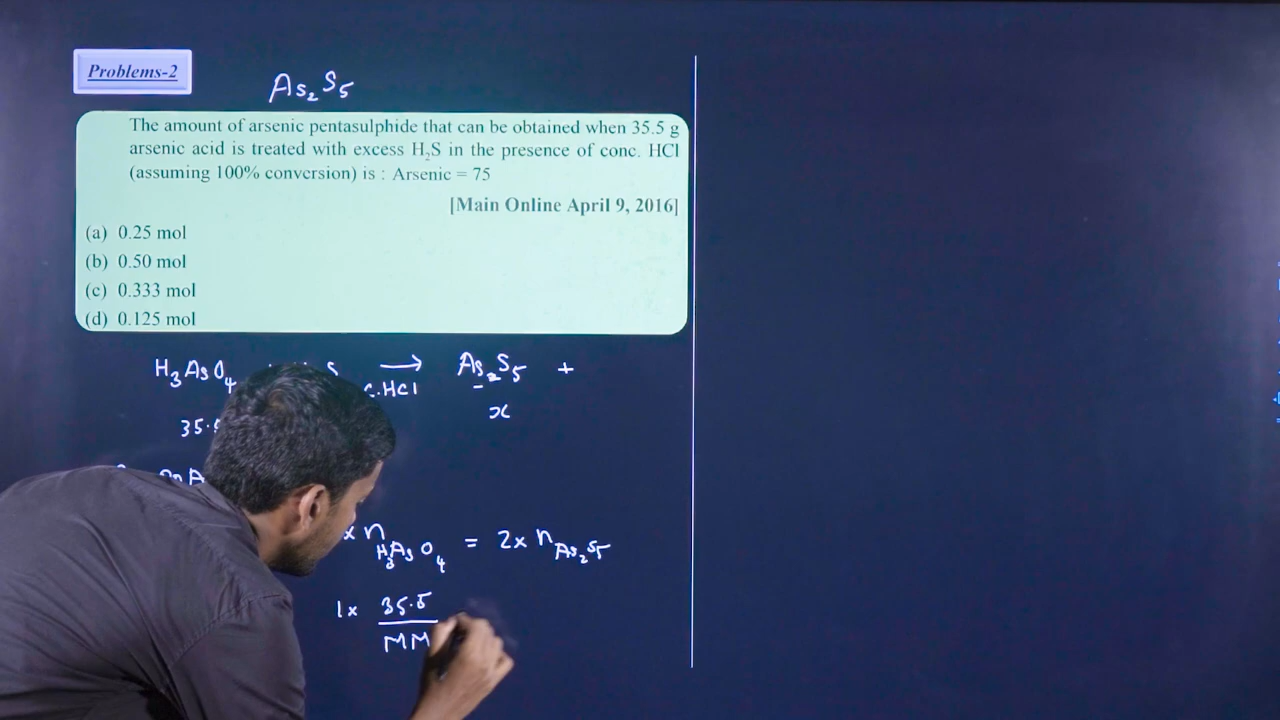 Problems-2
As₂S₅
The amount of arsenic pentasulphide that can be obtained when 35.5 g
arsenic acid is treated with excess H₂S in the presence of conc. HCl
(assuming 100% conversion) is : Arsenic = 75
[Main Online April 9, 2016]
(a) 0.25 mol
(b) 0.50 mol
(c) 0.333 mol
(d) 0.125 mol
H₃AsO₄ S → As₂S₅ +
C.HCl
x
× n H₃AsO₄ = 2× n As₂S₅
1× 35.5
MM